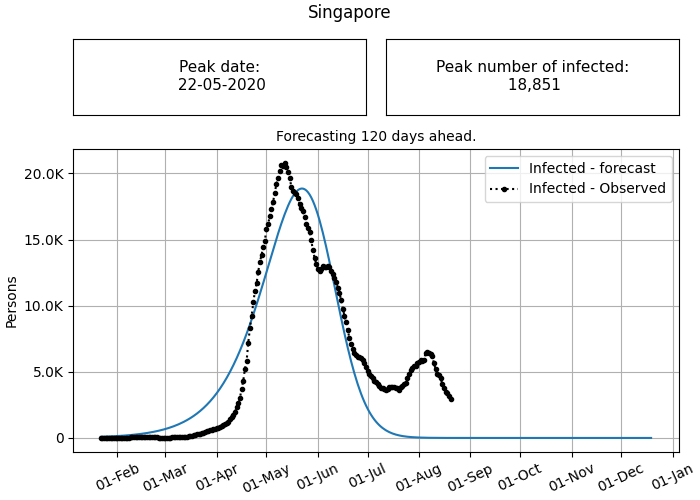 Singapore
Peak date:
22-05-2020
Peak number of infected:
18,851
Forecasting 120 days ahead.
Infected - forecast
Infected - Observed
20.0K
15.0K
10.0K
5.0K
0
Persons
01-Feb
01-Mar
01-Apr
01-May
01-Jun
01-Jul
01-Aug
01-Sep
01-Oct
01-Nov
01-Dec
01-Jan